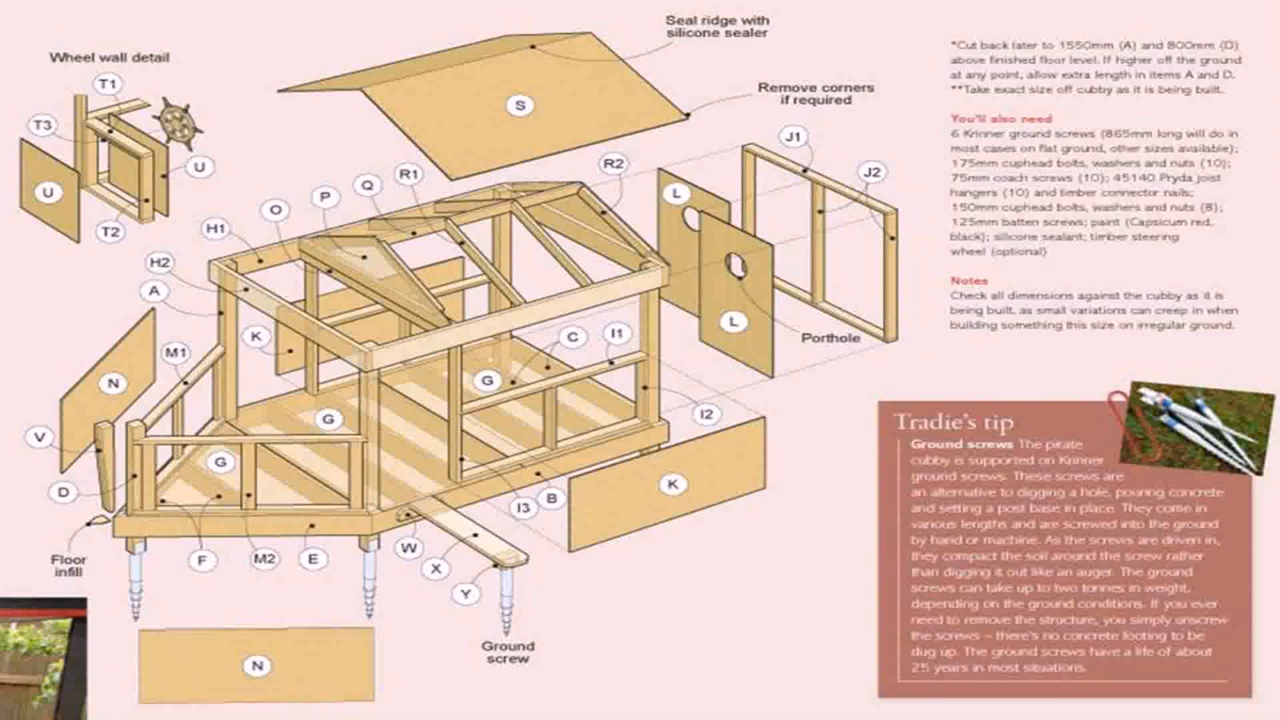 Wheel wall detail
T1
T3
U
U
T2
Seal ridge with
silicone sealer
S
Remove corners
if required
J1
J2
R2
R1
Q
P
O
H1
H2
A
L
L
Porthole
K
M1
N
C
I1
G
G
G
I2
V
D
K
I3
B
W
X
Y
F
M2
E
Floor
infill
Ground
screw
N
*Cut back later to 1550mm (A) and 800mm (D)
above finished floor level. If higher off the ground
at any point, allow extra length in items A and D.
**Take exact size off cubby as it is being built.
You'll also need
6 Krinner ground screws (865mm long will do in
most cases on flat ground, other sizes available);
175mm cuphead bolts, washers and nuts (10);
75mm coach screws (10); 45140 Pryda joist
hangers (10) and timber connector nails;
150mm cuphead bolts, washers and nuts (8);
125mm batten screws; paint (Capsicum red,
black); silicone sealant; timber steering
wheel (optional)
Notes
Check all dimensions against the cubby as it is
being built, as small variations can creep in when
building something this size on irregular ground.
Tradie's tip
Ground screws The pirate
cubby is supported on Krinner
ground screws. These screws are
an alternative to digging a hole, pouring concrete
and setting a post base in place. They come in
various lengths and are screwed into the ground
by hand or machine. As the screws are driven in,
they compact the soil around the screw rather
than digging it out like an auger. The ground
screws can take up to two tonnes in weight,
depending on the ground conditions. If you ever
need to remove the structure, you simply unscrew
the screws – there's no concrete footing to be
dug up. The ground screws have a life of about
25 years in most situations.